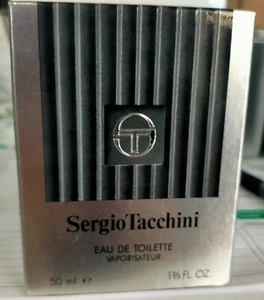 Sergio Tacchini
EAU DE TOILETTE
VAPORISATEUR
50 ml e 1⅔ FL. OZ.